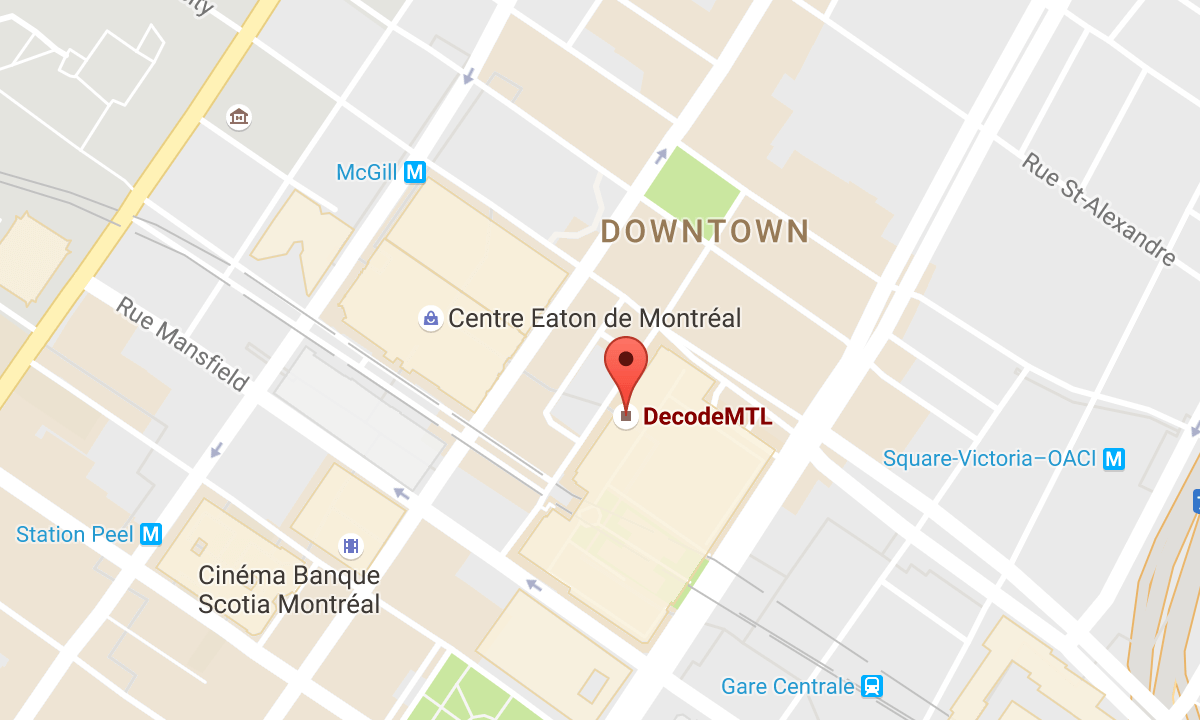 McGill M
Rue St-Alexandre
DOWNTOWN
Rue Mansfield
Centre Eaton de Montréal
DecodeMTL
Square-Victoria–OACI M
Station Peel M
Cinéma Banque
Scotia Montréal
Gare Centrale